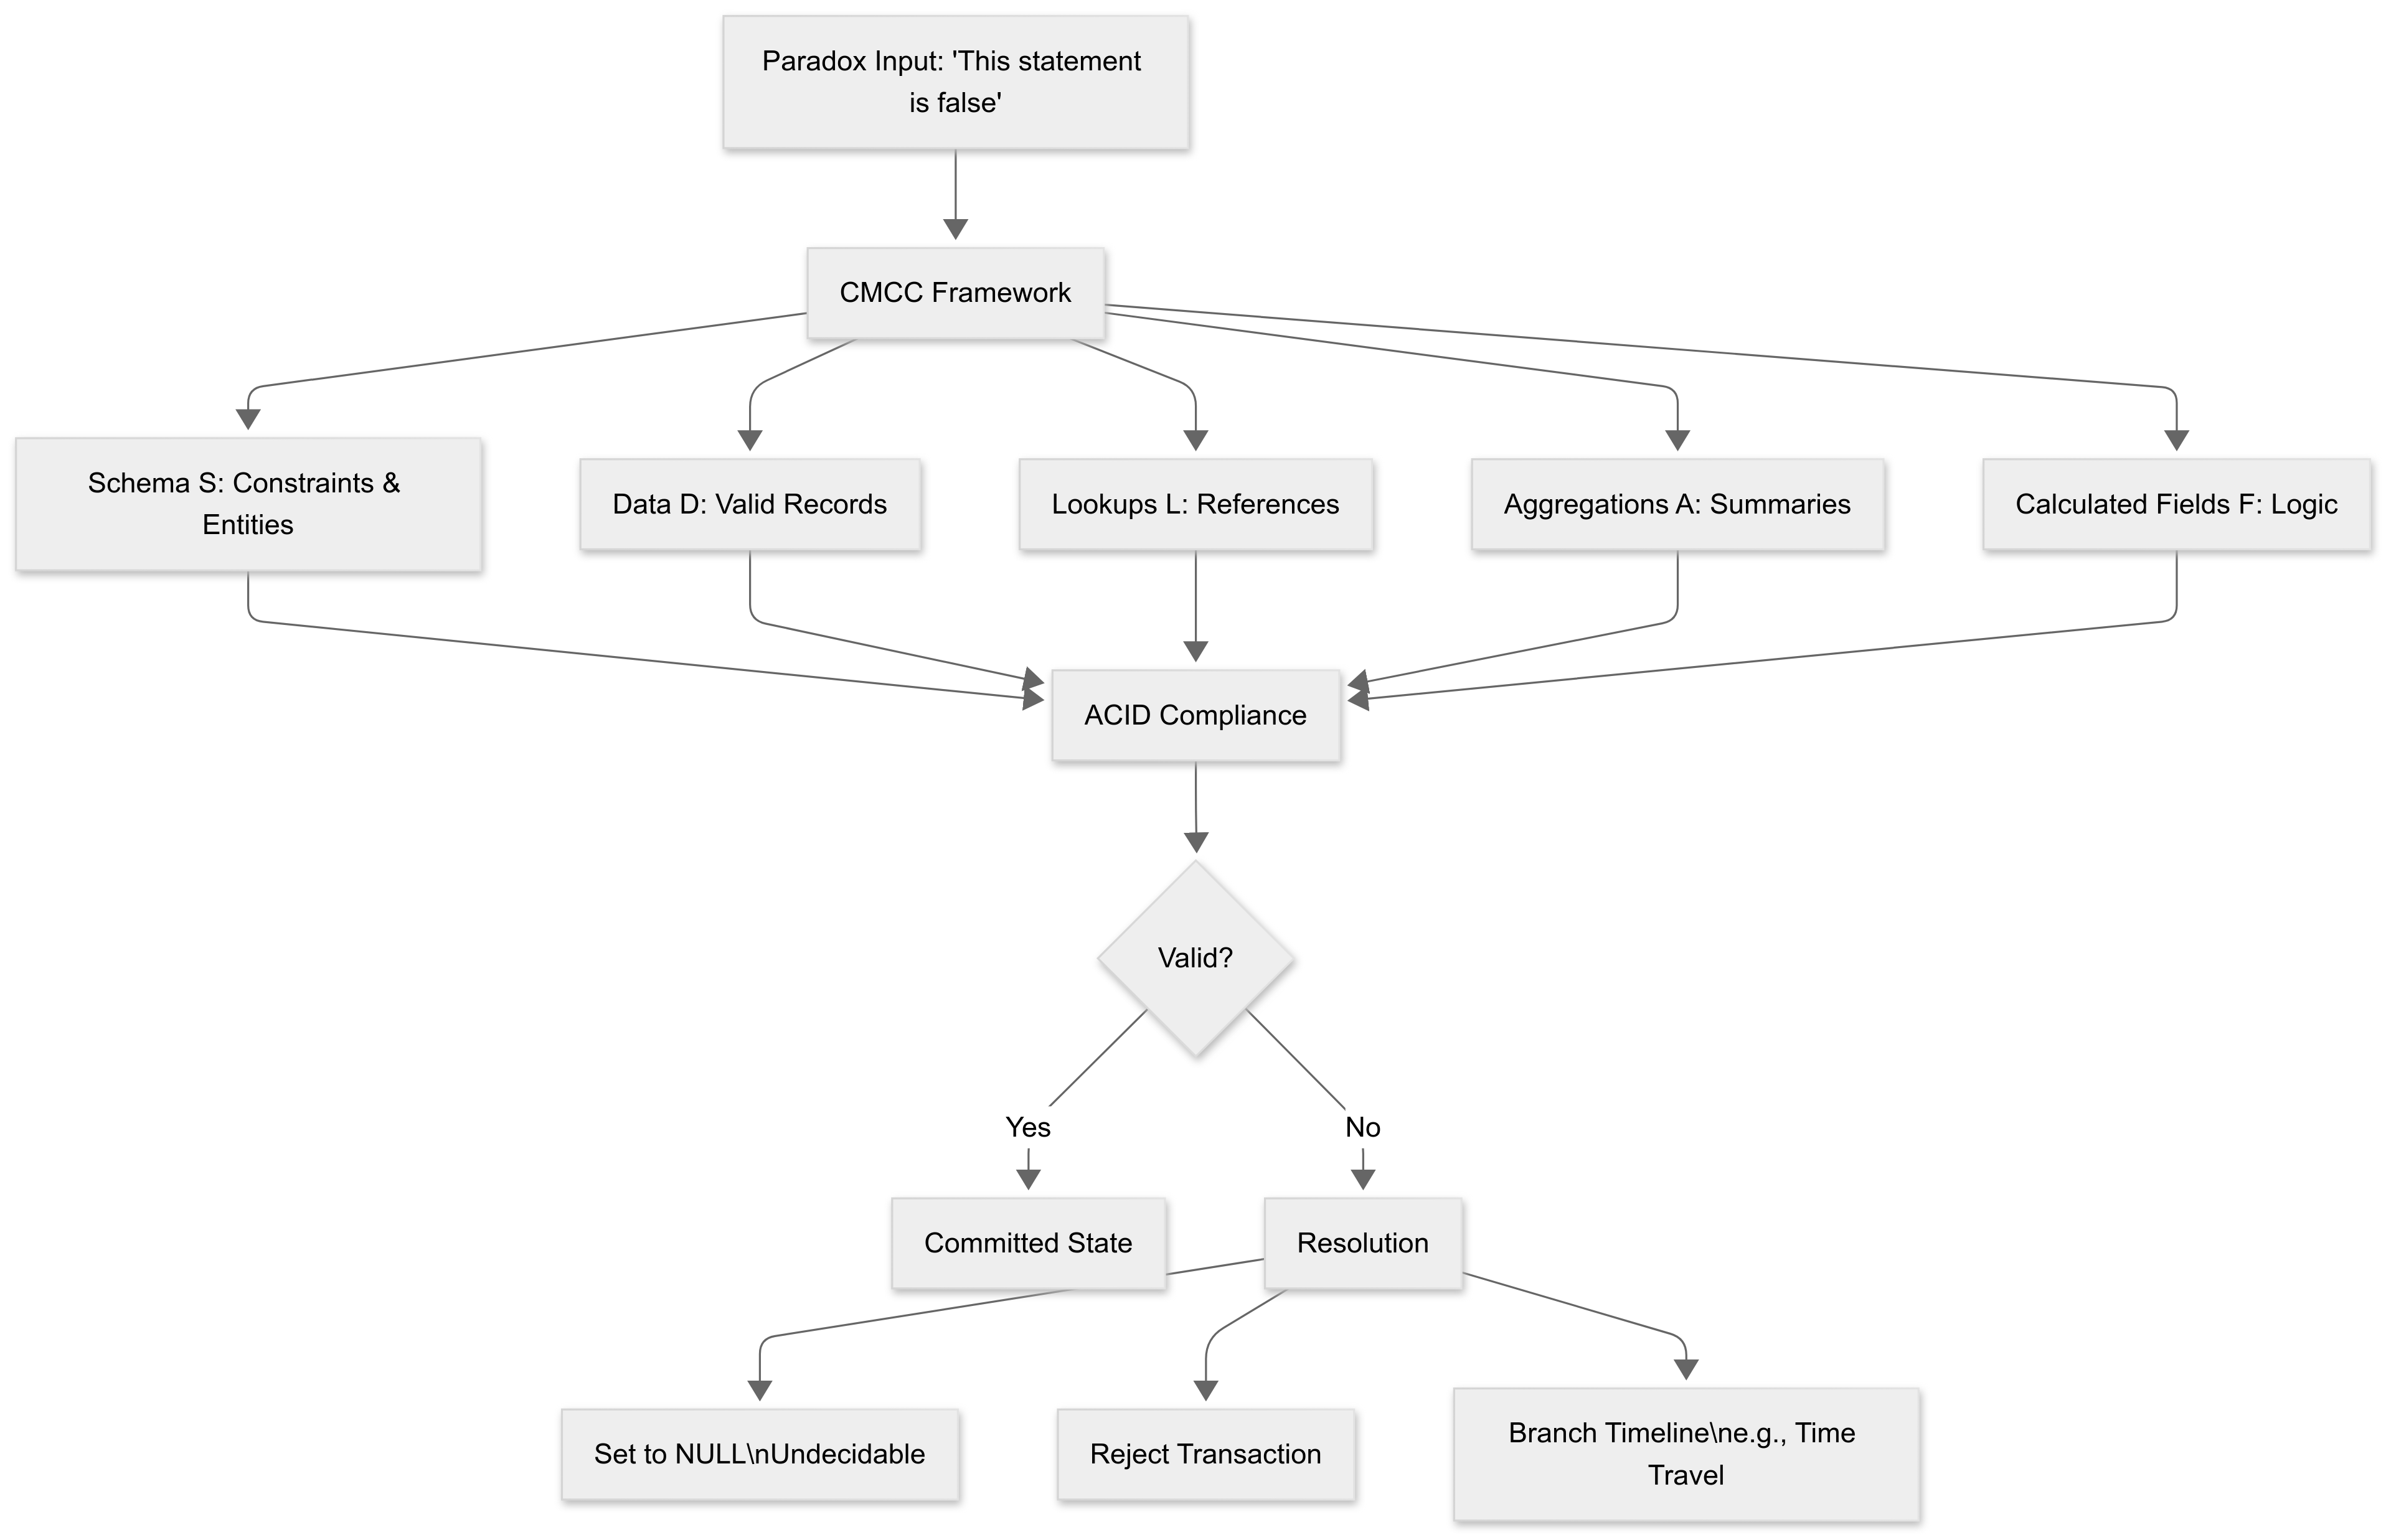 Paradox Input: 'This statement
is false'
CMCC Framework
Schema S: Constraints &
Entities
Data D: Valid Records
Lookups L: References
Aggregations A: Summaries
Calculated Fields F: Logic
ACID Compliance
Valid?
Yes
No
Committed State
Resolution
Set to NULL\nUndecidable
Reject Transaction
Branch Timeline\ne.g., Time
Travel